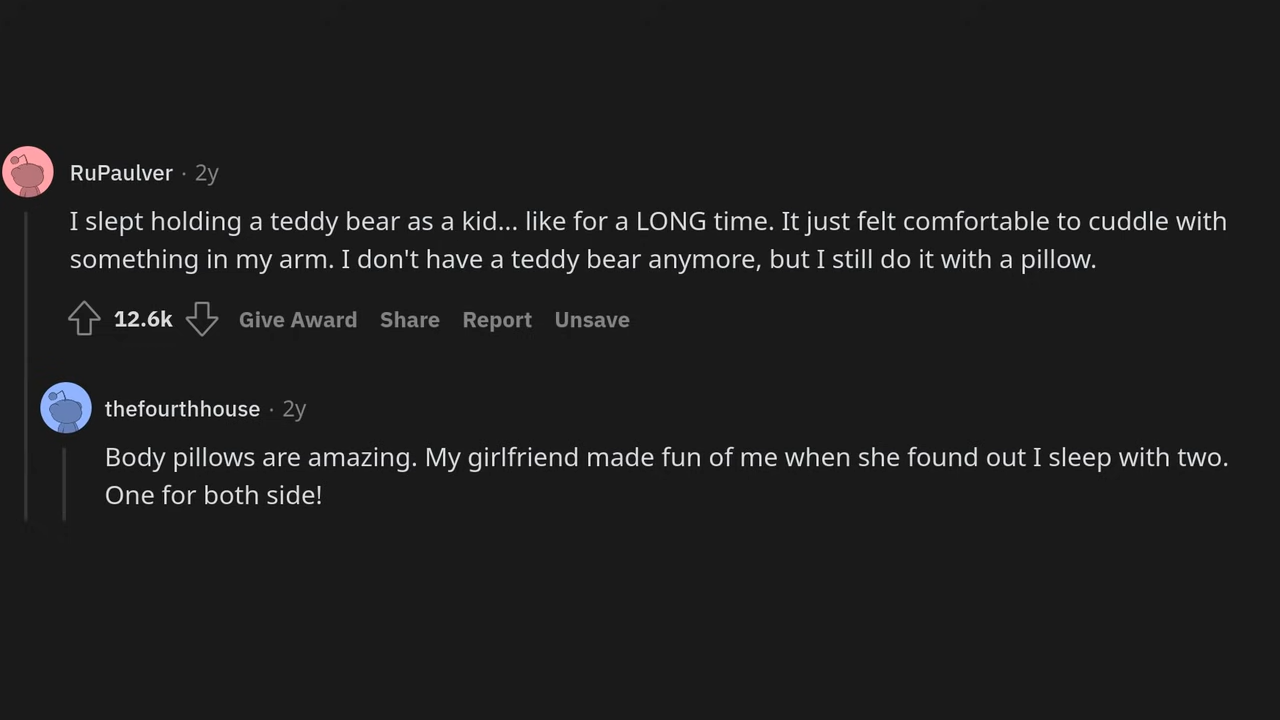 RuPaulver · 2y
I slept holding a teddy bear as a kid... like for a LONG time. It just felt comfortable to cuddle with
something in my arm. I don't have a teddy bear anymore, but I still do it with a pillow.
12.6k Give Award Share Report Unsave
thefourthhouse · 2y
Body pillows are amazing. My girlfriend made fun of me when she found out I sleep with two.
One for both side!